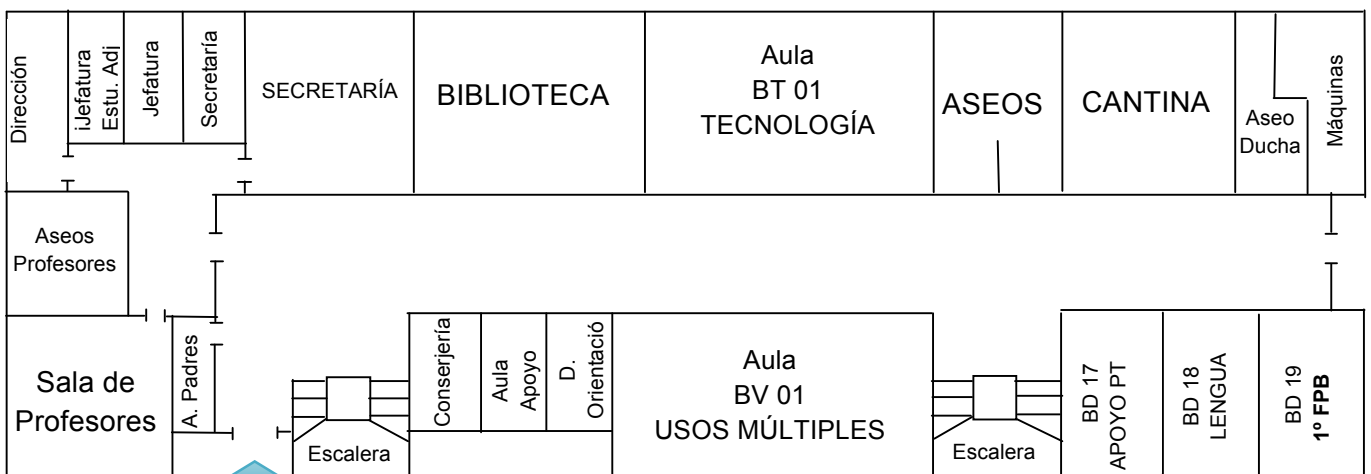 Dirección
iJefatura
Estu. Adj
Jefatura
Secretaría
SECRETARÍA
BIBLIOTECA
Aula
BT 01
TECNOLOGÍA
ASEOS
CANTINA
Aseo
Ducha
Máquinas
Aseos
Profesores
Sala de
Profesores
A. Padres
Escalera
Conserjería
Aula
Apoyo
D.
Orientació
Aula
BV 01
USOS MÚLTIPLES
Escalera
BD 17
APOYO PT
BD 18
LENGUA
BD 19
1º FPB